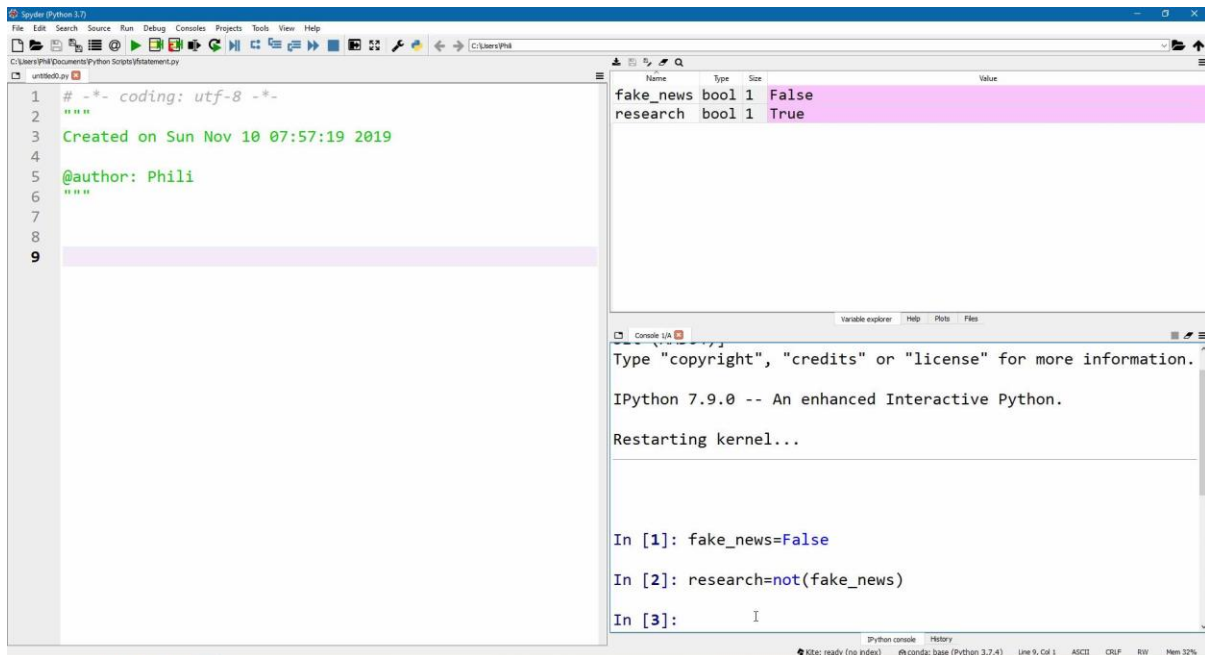 Spyder (Python 3.7)
File Edit Search Source Run Debug Consoles Projects Tools View Help
C:\Users\Phili
C:\Users\Phili\Documents\Python Scripts\ifstatement.py
untitled0.py
1 # -*- coding: utf-8 -*-
2 """
3 Created on Sun Nov 10 07:57:19 2019
4
5 @author: Phili
6 """
7
8
9
Name Type Size Value
fake_news bool 1 False
research bool 1 True
Variable explorer Help Plots Files
Console 1/A
Type "copyright", "credits" or "license" for more information.
IPython 7.9.0 -- An enhanced Interactive Python.
Restarting kernel...
In [1]: fake_news=False
In [2]: research=not(fake_news)
In [3]:
IPython console History
Kite: ready (no index) conda: base (Python 3.7.4) Line 9, Col 1 ASCII CRLF RW Mem 32%